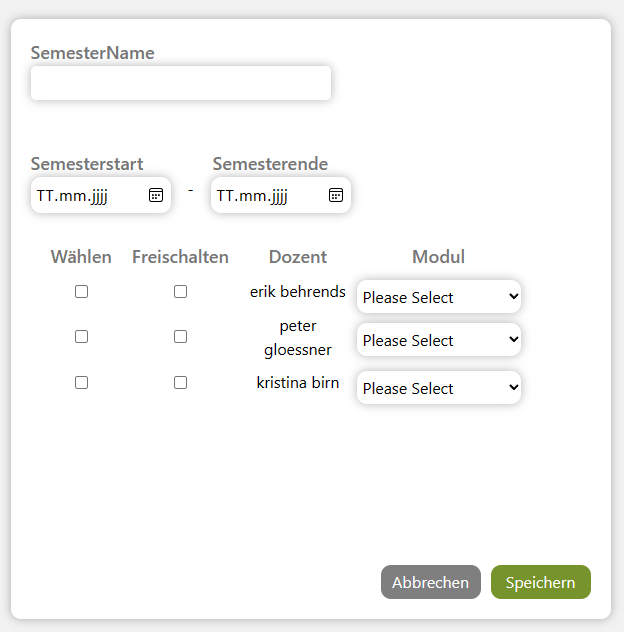 SemesterName
Semesterstart Semesterende
TT.mm.jjjj - TT.mm.jjjj
Wählen Freischalten Dozent Modul
erik behrends Please Select
peter
gloessner Please Select
kristina birn Please Select
Abbrechen Speichern